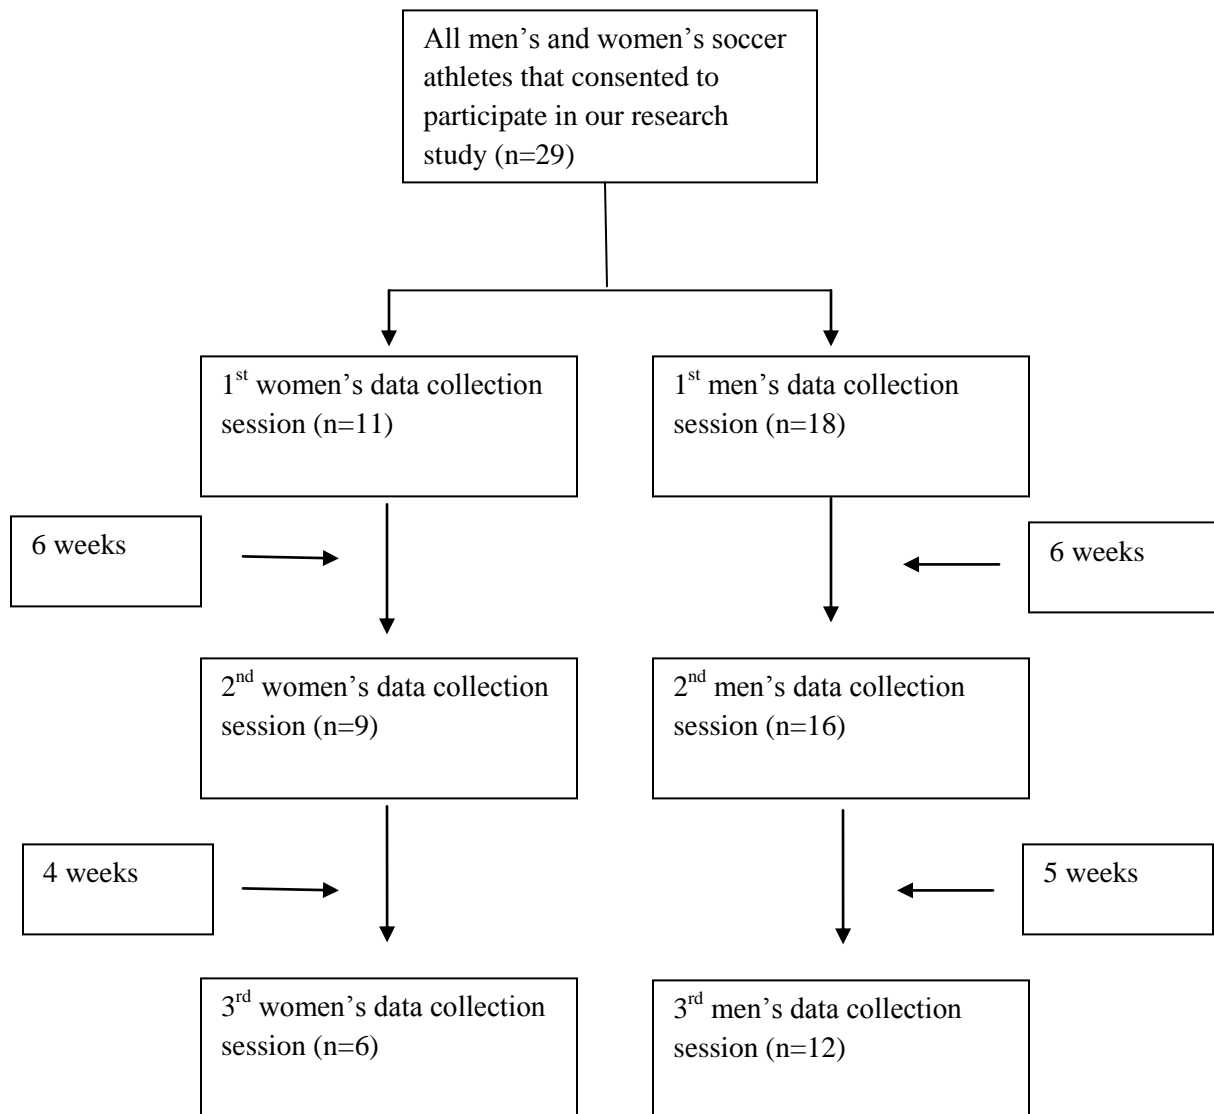 All men’s and women’s soccer
athletes that consented to
participate in our research
study (n=29)
1st women’s data collection
session (n=11)
1st men’s data collection
session (n=18)
6 weeks
6 weeks
2nd women’s data collection
session (n=9)
2nd men’s data collection
session (n=16)
4 weeks
5 weeks
3rd women’s data collection
session (n=6)
3rd men’s data collection
session (n=12)